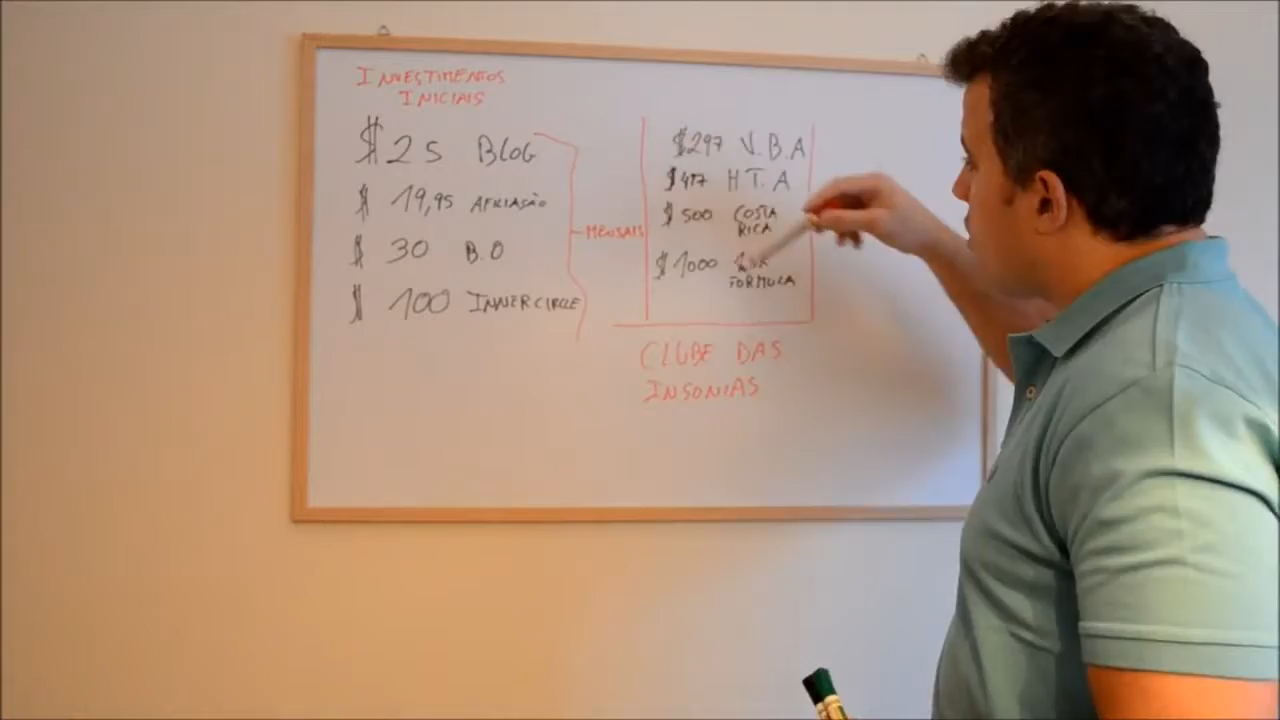 INVESTIMENTOS
INICIAIS
$ 25 BLOG
$ 19,95 AFILIAÇÃO
$ 30 B.O
$ 100 INNER CIRCLE
MENSAIS
$297 V.B.A
$497 H.T.A
$500 COSTA
RICA
$1000
FORMULA
CLUBE DAS
INSONIAS